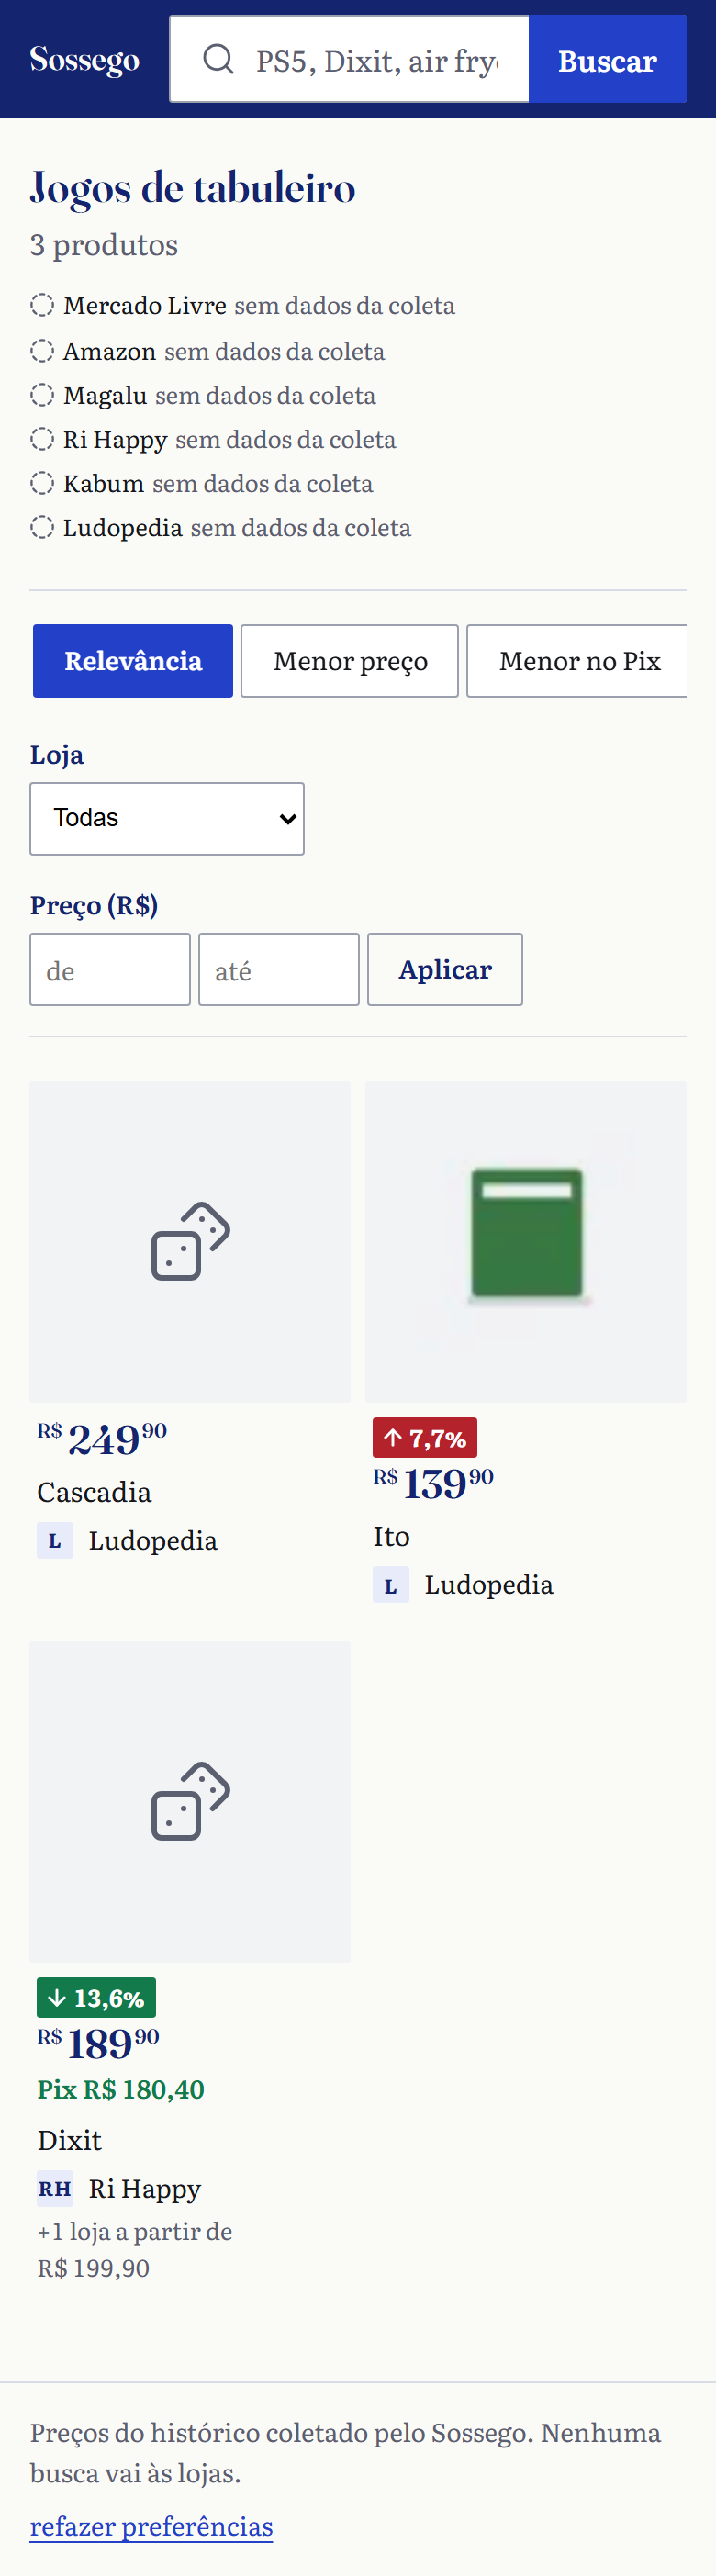 Sossego
PS5, Dixit, air fry
Buscar
Jogos de tabuleiro
3 produtos
Mercado Livre sem dados da coleta
Amazon sem dados da coleta
Magalu sem dados da coleta
Ri Happy sem dados da coleta
Kabum sem dados da coleta
Ludopedia sem dados da coleta
Relevância
Menor preço
Menor no Pix
Loja
Todas
Preço (R$)
de
até
Aplicar
R$ 249 90
Cascadia
L Ludopedia
↑ 7,7%
R$ 139 90
Ito
L Ludopedia
↓ 13,6%
R$ 189 90
Pix R$ 180,40
Dixit
RH Ri Happy
+1 loja a partir de
R$ 199,90
Preços do histórico coletado pelo Sossego. Nenhuma
busca vai às lojas.
refazer preferências